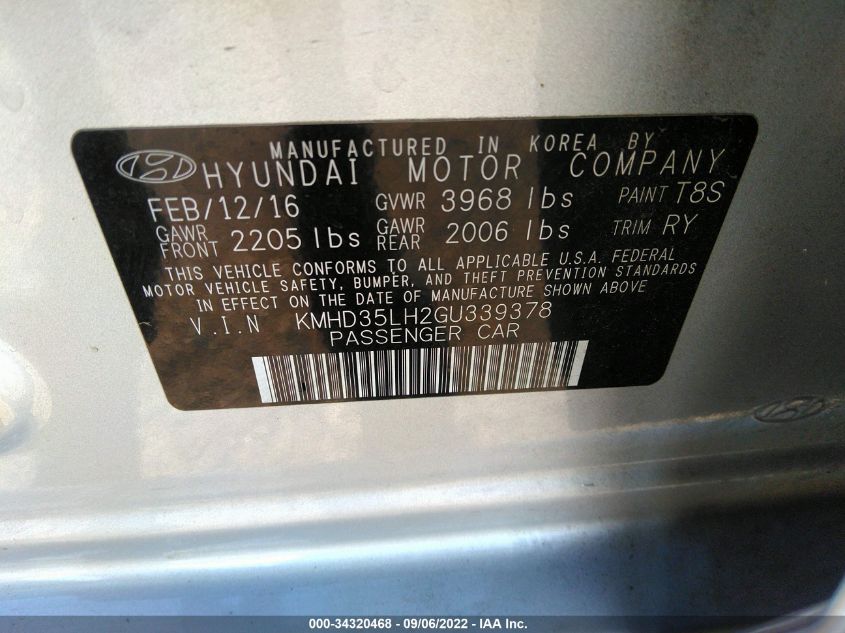 MANUFACTURED IN KOREA BY
HYUNDAI MOTOR COMPANY
FEB/12/16 GVWR 3968 lbs PAINT T8S
GAWR FRONT 2205 lbs GAWR REAR 2006 lbs TRIM RY
THIS VEHICLE CONFORMS TO ALL APPLICABLE U.S.A. FEDERAL
MOTOR VEHICLE SAFETY, BUMPER, AND THEFT PREVENTION STANDARDS
IN EFFECT ON THE DATE OF MANUFACTURE SHOWN ABOVE
V.I.N KMHD35LH2GU339378
PASSENGER CAR
000-34320468 - 09/06/2022 - IAA Inc.